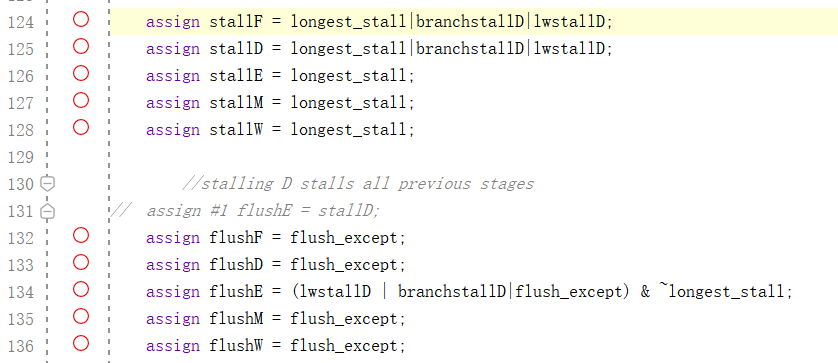 124 assign stallF = longest_stall|branchstallD|lwstallD;
125 assign stallD = longest_stall|branchstallD|lwstallD;
126 assign stallE = longest_stall;
127 assign stallM = longest_stall;
128 assign stallW = longest_stall;
129
130 //stalling D stalls all previous stages
131 // assign #1 flushE = stallD;
132 assign flushF = flush_except;
133 assign flushD = flush_except;
134 assign flushE = (lwstallD | branchstallD|flush_except) & ~longest_stall;
135 assign flushM = flush_except;
136 assign flushW = flush_except;